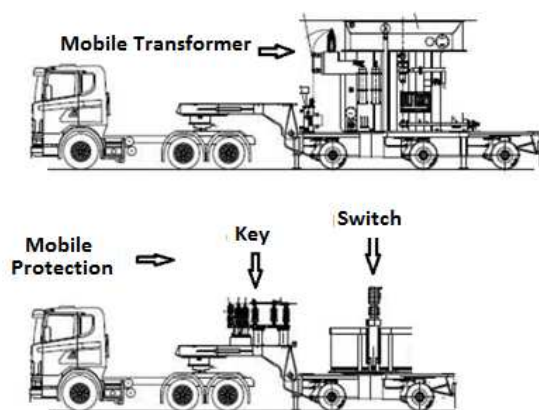 Mobile Transformer
Key
Switch
Mobile
Protection